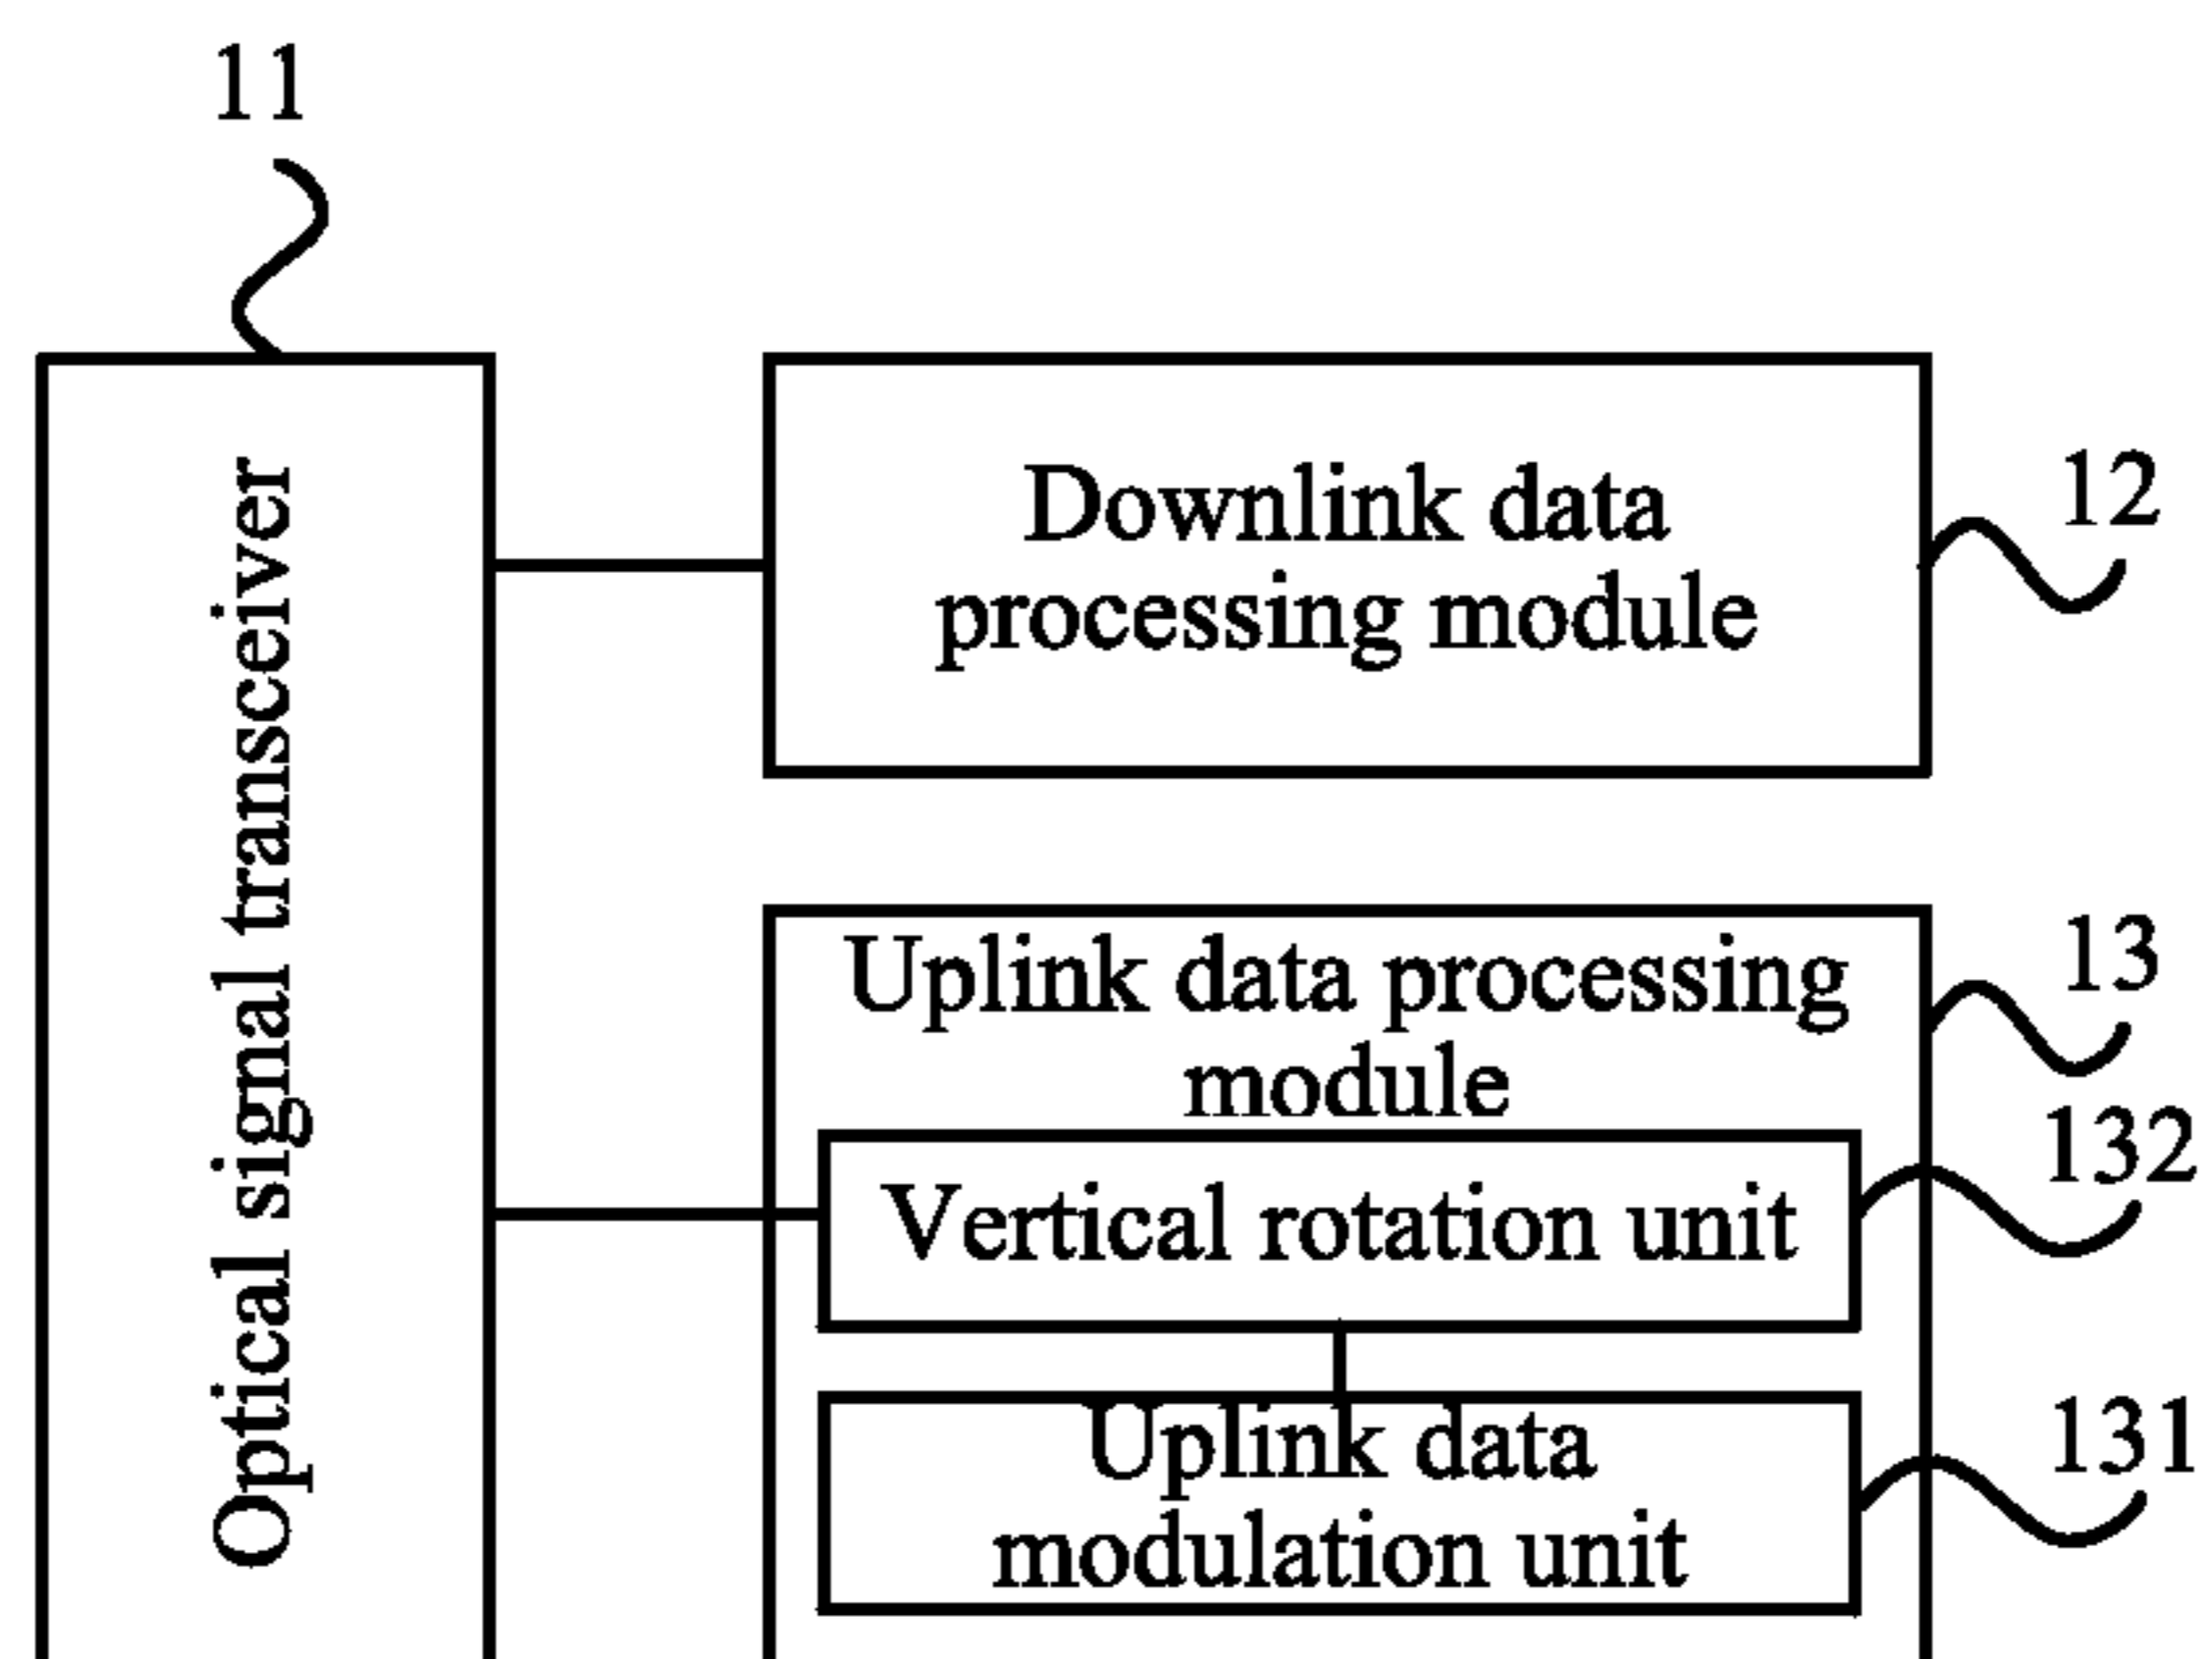 11
Optical signal transceiver
Downlink data
processing module
12
Uplink data processing
module
13
Vertical rotation unit
132
Uplink data
modulation unit
131